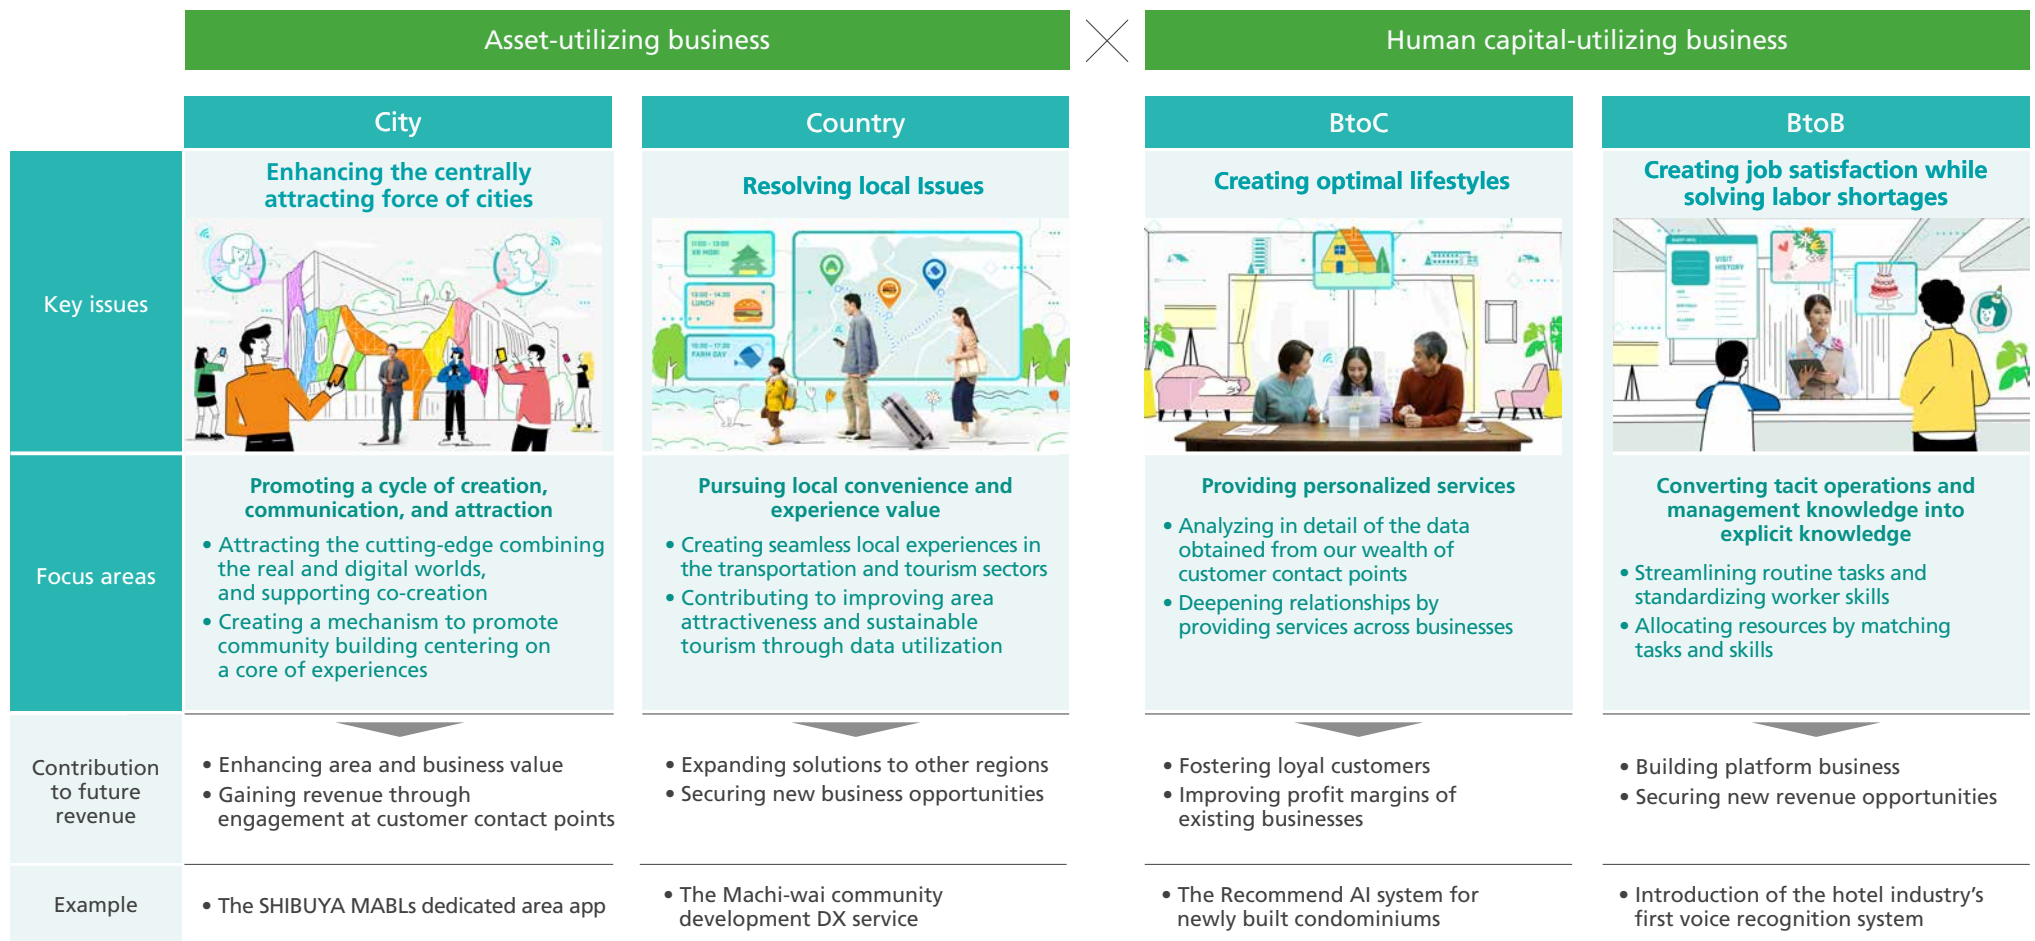 Asset-utilizing business
Human capital-utilizing business
City
Country
BtoC
BtoB
Key issues
Enhancing the centrally
attracting force of cities
Resolving local Issues
11:00 - 13:00
LUNCH
FARM DAY
Creating optimal lifestyles
Creating job satisfaction while
solving labor shortages
VISIT
HISTORY
Focus areas
Promoting a cycle of creation,
communication, and attraction
• Attracting the cutting-edge combining
the real and digital worlds,
and supporting co-creation
• Creating a mechanism to promote
community building centering on
a core of experiences
Pursuing local convenience and
experience value
• Creating seamless local experiences in
the transportation and tourism sectors
• Contributing to improving area
attractiveness and sustainable
tourism through data utilization
Providing personalized services
• Analyzing in detail of the data
obtained from our wealth of
customer contact points
• Deepening relationships by
providing services across businesses
Converting tacit operations and
management knowledge into
explicit knowledge
• Streamlining routine tasks and
standardizing worker skills
• Allocating resources by matching
tasks and skills
Contribution
to future
revenue
• Enhancing area and business value
• Gaining revenue through
engagement at customer contact points
• Expanding solutions to other regions
• Securing new business opportunities
• Fostering loyal customers
• Improving profit margins of
existing businesses
• Building platform business
• Securing new revenue opportunities
Example
• The SHIBUYA MABLs dedicated area app
• The Machi-wai community
development DX service
• The Recommend AI system for
newly built condominiums
• Introduction of the hotel industry's
first voice recognition system